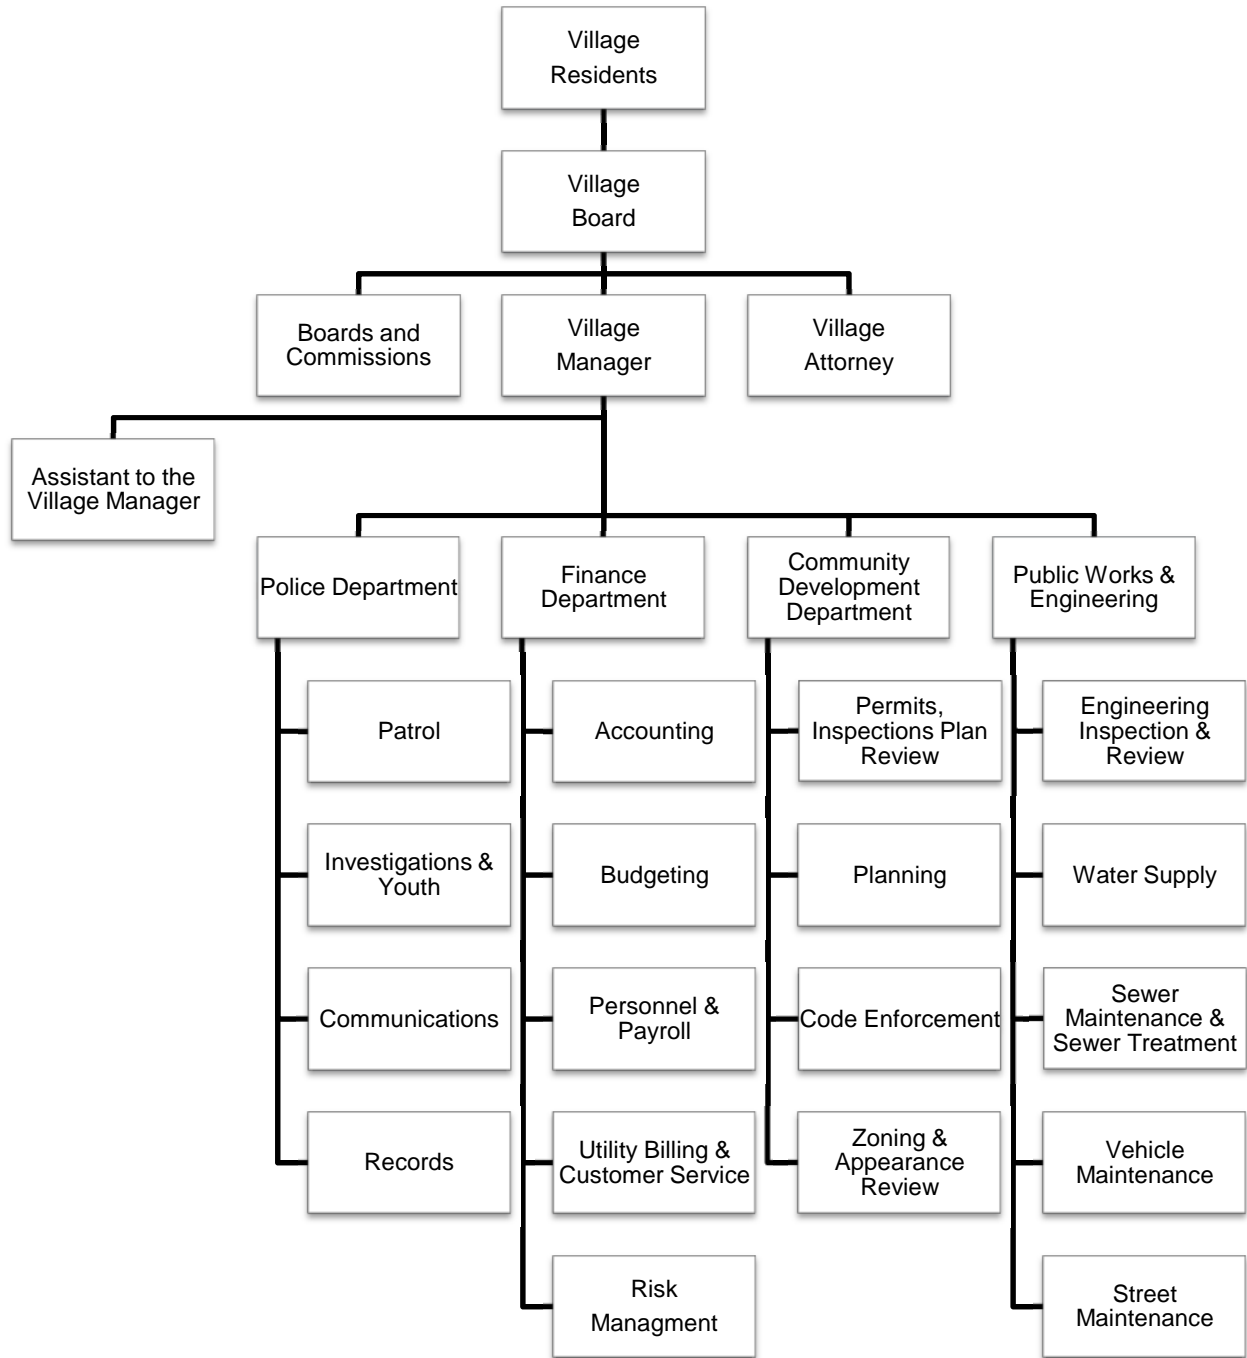 Village
Residents
Village
Board
Boards and
Commissions
Village
Manager
Village
Attorney
Assistant to the
Village Manager
Police Department
Finance
Department
Community
Development
Department
Public Works &
Engineering
Patrol
Investigations &
Youth
Communications
Records
Accounting
Budgeting
Personnel &
Payroll
Utility Billing &
Customer Service
Risk
Managment
Permits,
Inspections Plan
Review
Planning
Code Enforcement
Zoning &
Appearance
Review
Engineering
Inspection &
Review
Water Supply
Sewer
Maintenance &
Sewer Treatment
Vehicle
Maintenance
Street
Maintenance